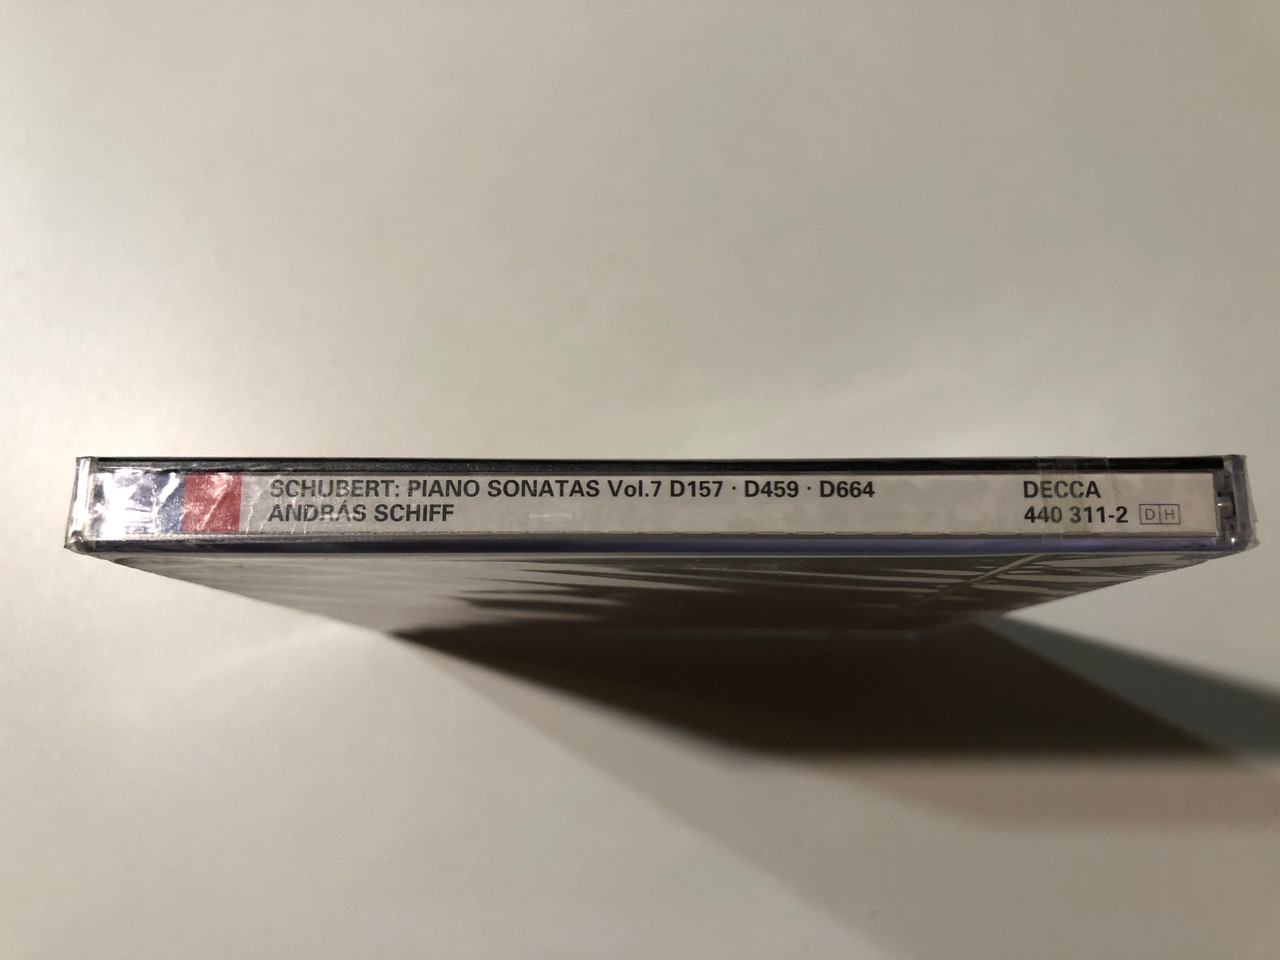 SCHUBERT: PIANO SONATAS Vol.7 D157 · D459 · D664
ANDRÁS SCHIFF
DECCA
440 311-2 DH